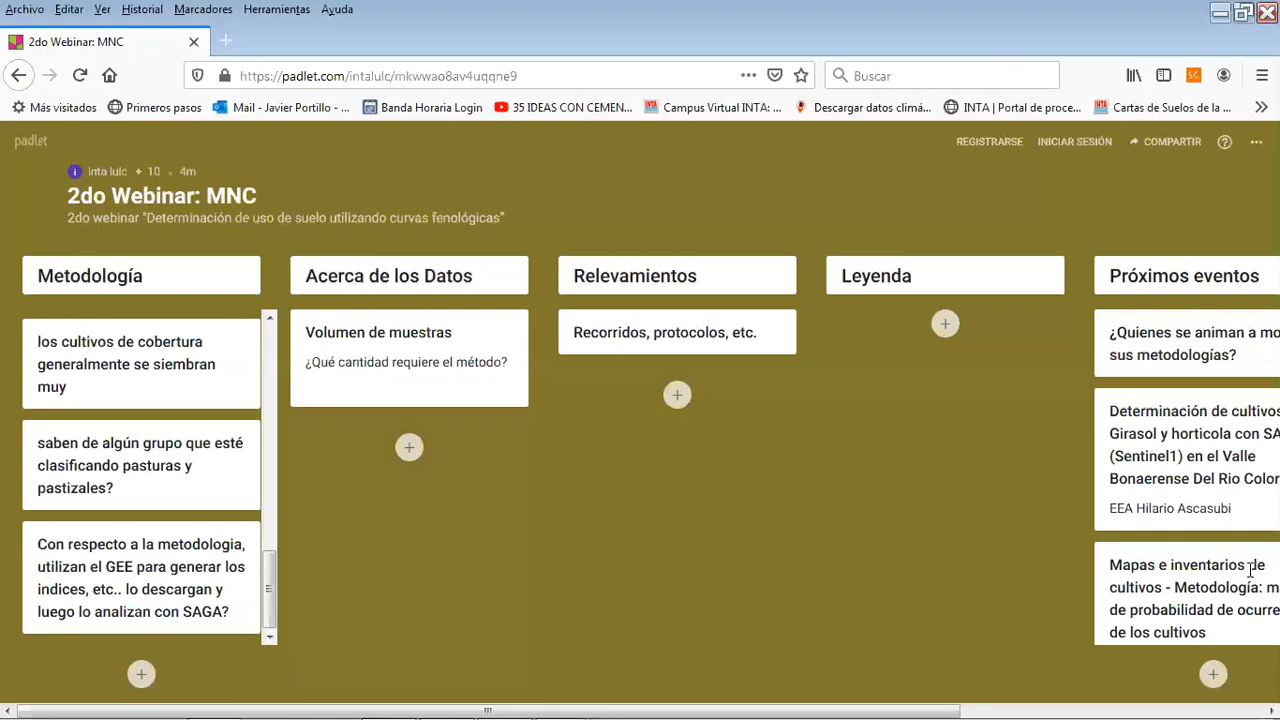 Archivo Editar Ver Historial Marcadores Herramientas Ayuda
2do Webinar: MNC
https://padlet.com/intalulc/mkwwao8av4uqqne9
Buscar
Más visitados Primeros pasos Mail - Javier Portillo - ... Banda Horaria Login 35 IDEAS CON CEMEN... Campus Virtual INTA: ... Descargar datos climá... INTA | Portal de proce... Cartas de Suelos de la ...
padlet
REGISTRARSE INICIAR SESIÓN COMPARTIR
inta lulc + 10 4m
2do Webinar: MNC
2do webinar "Determinación de uso de suelo utilizando curvas fenológicas"
Metodología
los cultivos de cobertura
generalmente se siembran
muy
saben de algún grupo que esté
clasificando pasturas y
pastizales?
Con respecto a la metodologia,
utilizan el GEE para generar los
indices, etc.. lo descargan y
luego lo analizan con SAGA?
Acerca de los Datos
Volumen de muestras
¿Qué cantidad requiere el método?
Relevamientos
Recorridos, protocolos, etc.
Leyenda
Próximos eventos
¿Quienes se animan a mo
sus metodologías?
Determinación de cultivos
Girasol y horticola con SA
(Sentinel1) en el Valle
Bonaerense Del Rio Color
EEA Hilario Ascasubi
Mapas e inventarios de
cultivos - Metodología: m
de probabilidad de ocurre
de los cultivos